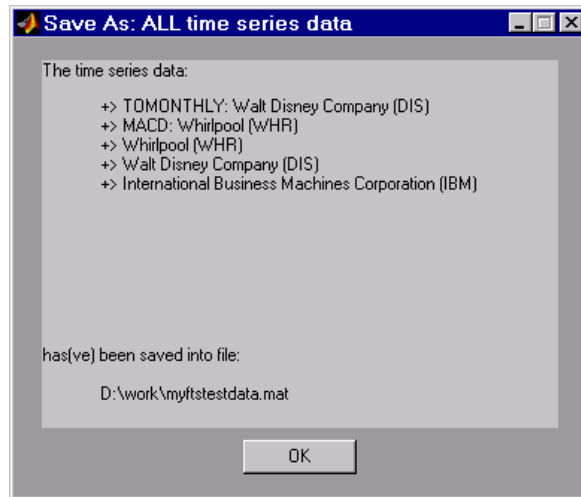 Save As: ALL time series data
The time series data:
+> TOMONTHLY: Walt Disney Company (DIS)
+> MACD: Whirlpool (WHR)
+> Whirlpool (WHR)
+> Walt Disney Company (DIS)
+> International Business Machines Corporation (IBM)
has(ve) been saved into file:
D:\work\myftstestdata.mat
OK